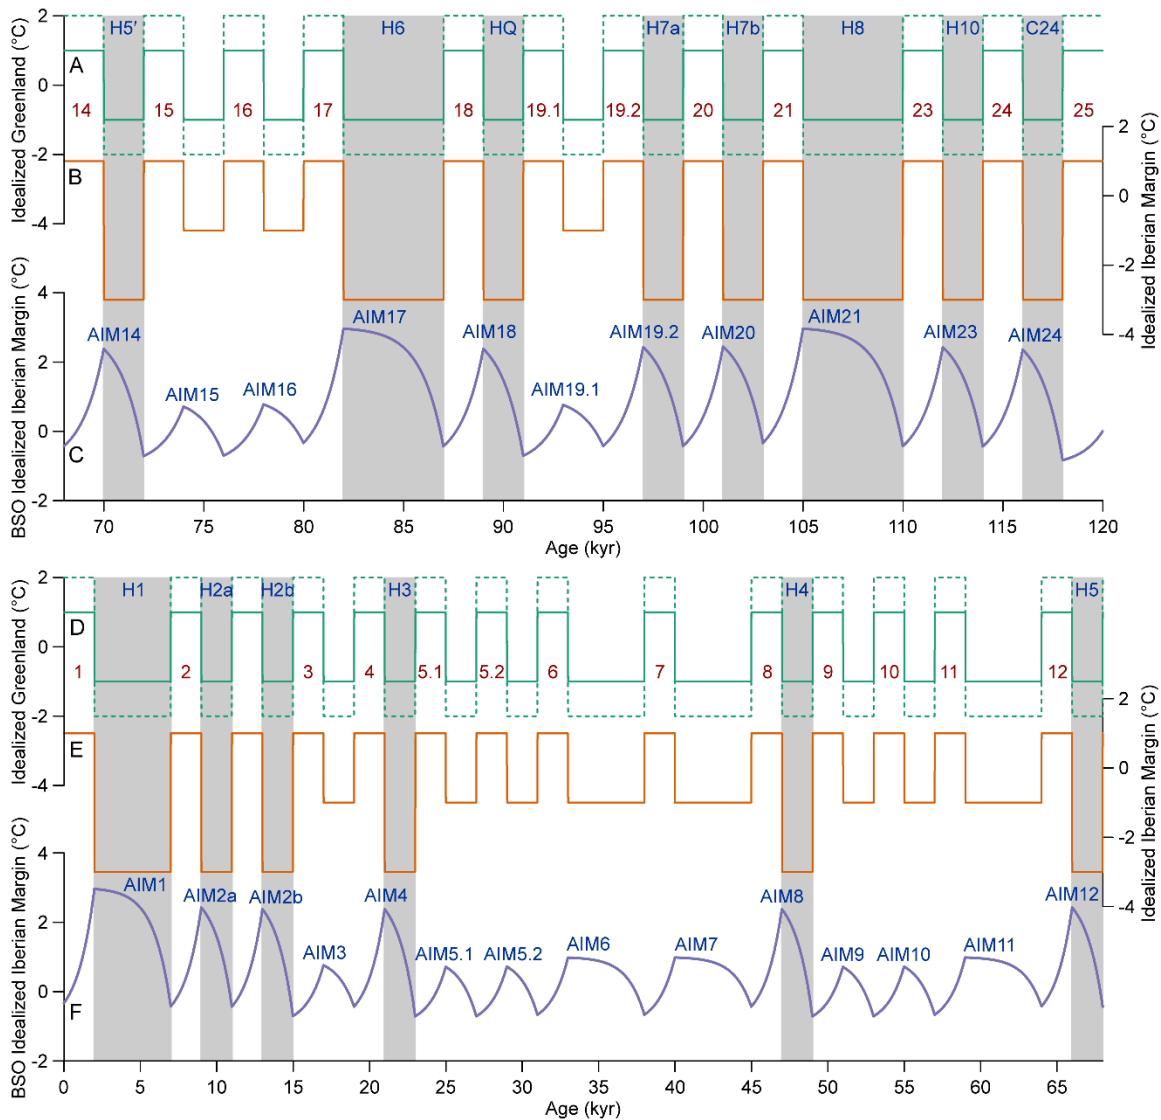 2
0
-2
-4
Idealized Greenland (°C)
H5'
H6
HQ
H7a
H7b
H8
H10
C24
A
14
15
16
17
18
19.1
19.2
20
21
23
24
25
B
2
0
-2
-4
Idealized Iberian Margin (°C)
4
2
0
-2
BSO Idealized Iberian Margin (°C)
AIM14
AIM15
AIM16
AIM17
AIM18
AIM19.1
AIM19.2
AIM20
AIM21
AIM23
AIM24
C
70
75
80
85
90
95
100
105
110
115
120
Age (kyr)
2
0
-2
-4
Idealized Greenland (°C)
H1
H2a
H2b
H3
H4
H5
D
1
2
3
4
5.1
5.2
6
7
8
9
10
11
12
E
2
0
-2
-4
Idealized Iberian Margin (°C)
4
2
0
-2
BSO Idealized Iberian Margin (°C)
AIM1
AIM2a
AIM2b
AIM3
AIM4
AIM5.1
AIM5.2
AIM6
AIM7
AIM8
AIM9
AIM10
AIM11
AIM12
F
0
5
10
15
20
25
30
35
40
45
50
55
60
65
Age (kyr)